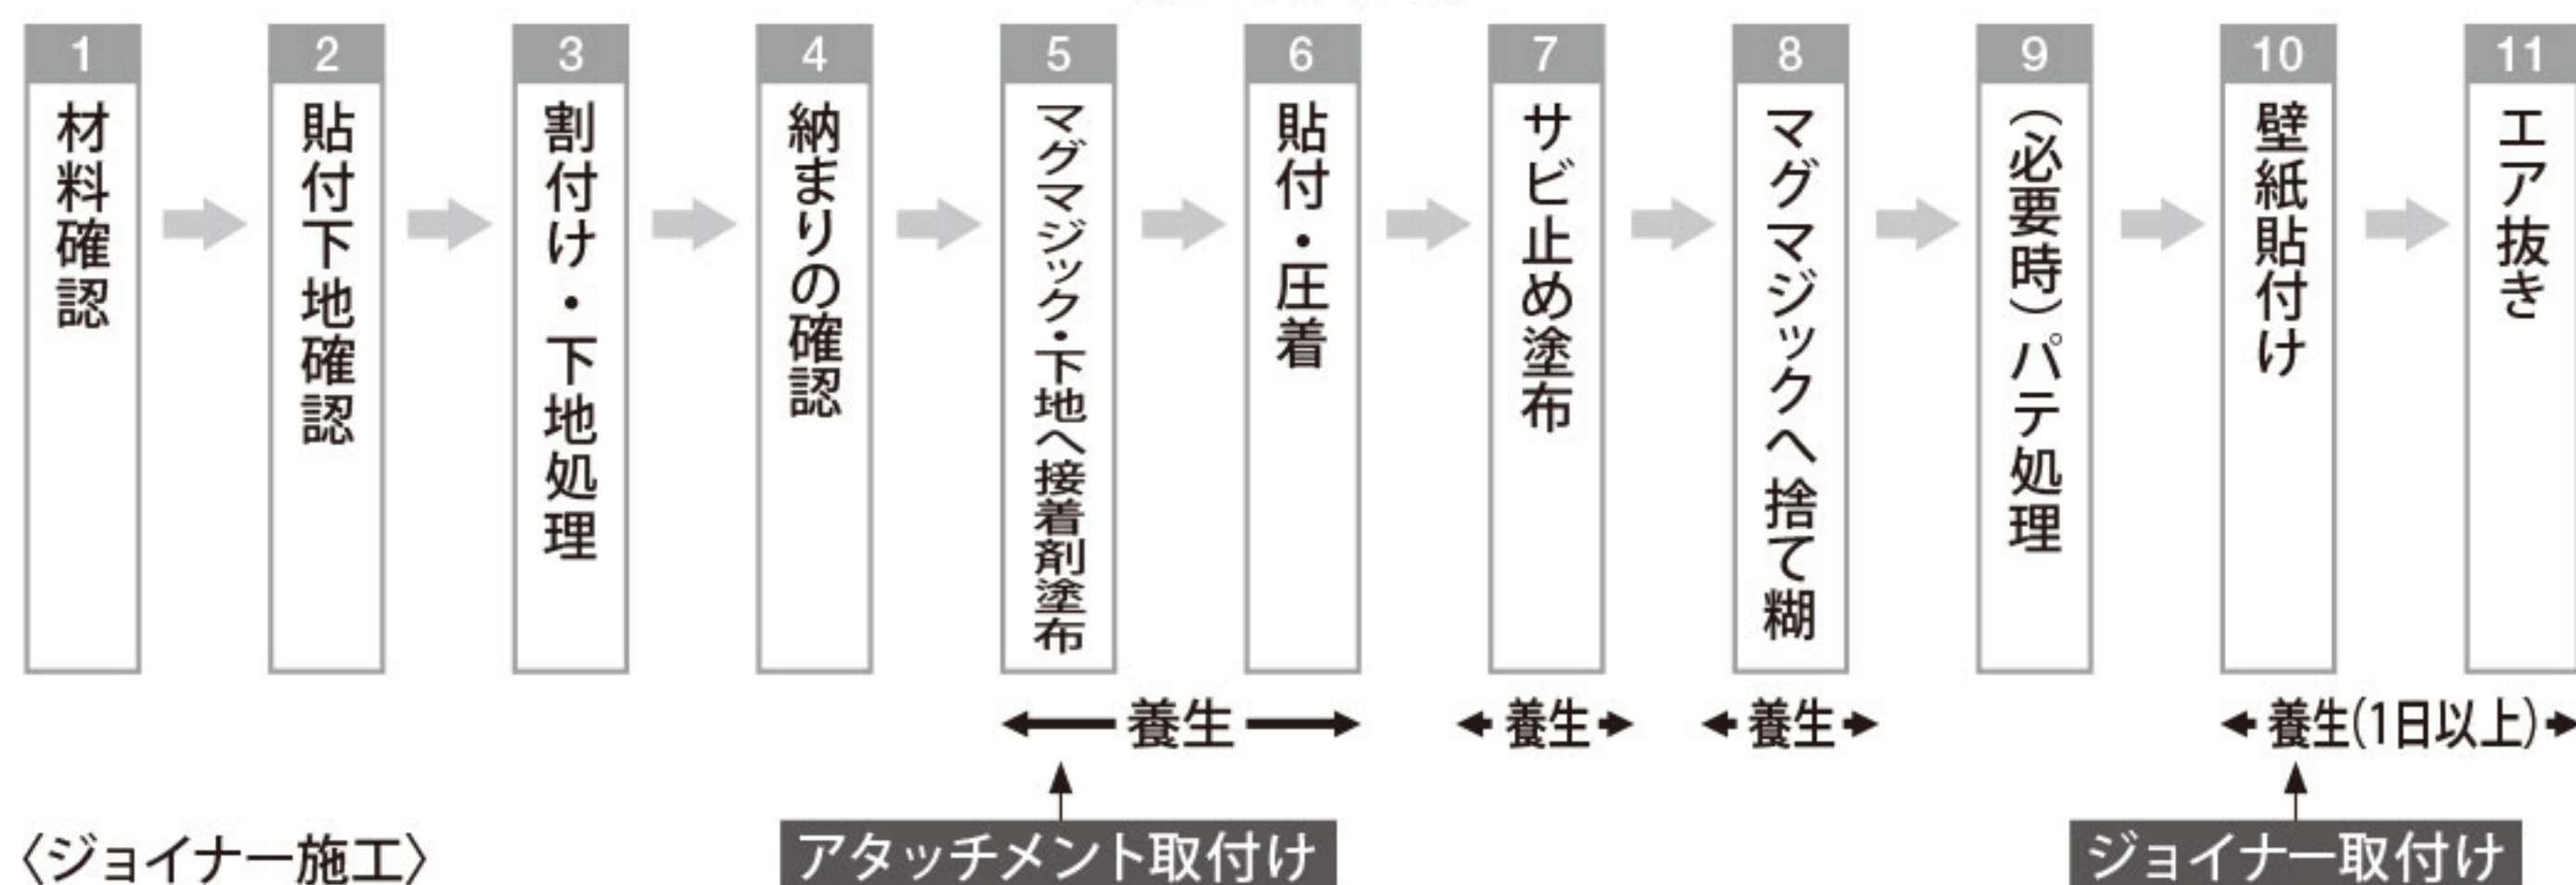 1
材料確認
2
貼付下地確認
3
割付け・下地処理
4
納まりの確認
5
マグマジック・下地へ接着剤塗布
6
貼付・圧着
7
サビ止め塗布
8
マグマジックへ捨て糊
9
(必要時)パテ処理
10
壁紙貼付け
11
エア抜き
養生
養生
養生
養生(1日以上)
〈ジョイナー施工〉
アタッチメント取付け
ジョイナー取付け